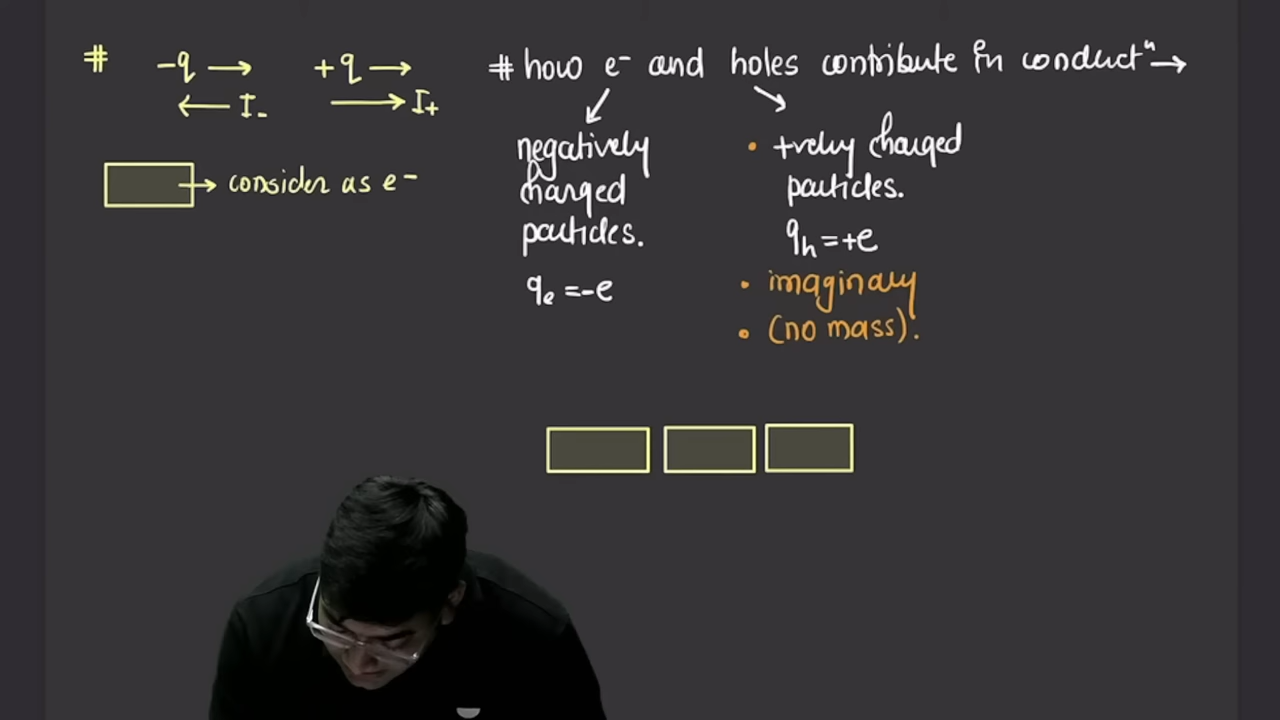 # -q → +q →
← I₋ → I₊
→ consider as e⁻
# how e⁻ and holes contribute in conductⁿ →
negatively
charged
particles.
qₑ = -e
• +vely charged
particles.
qₕ = +e
• imaginary
• (no mass).